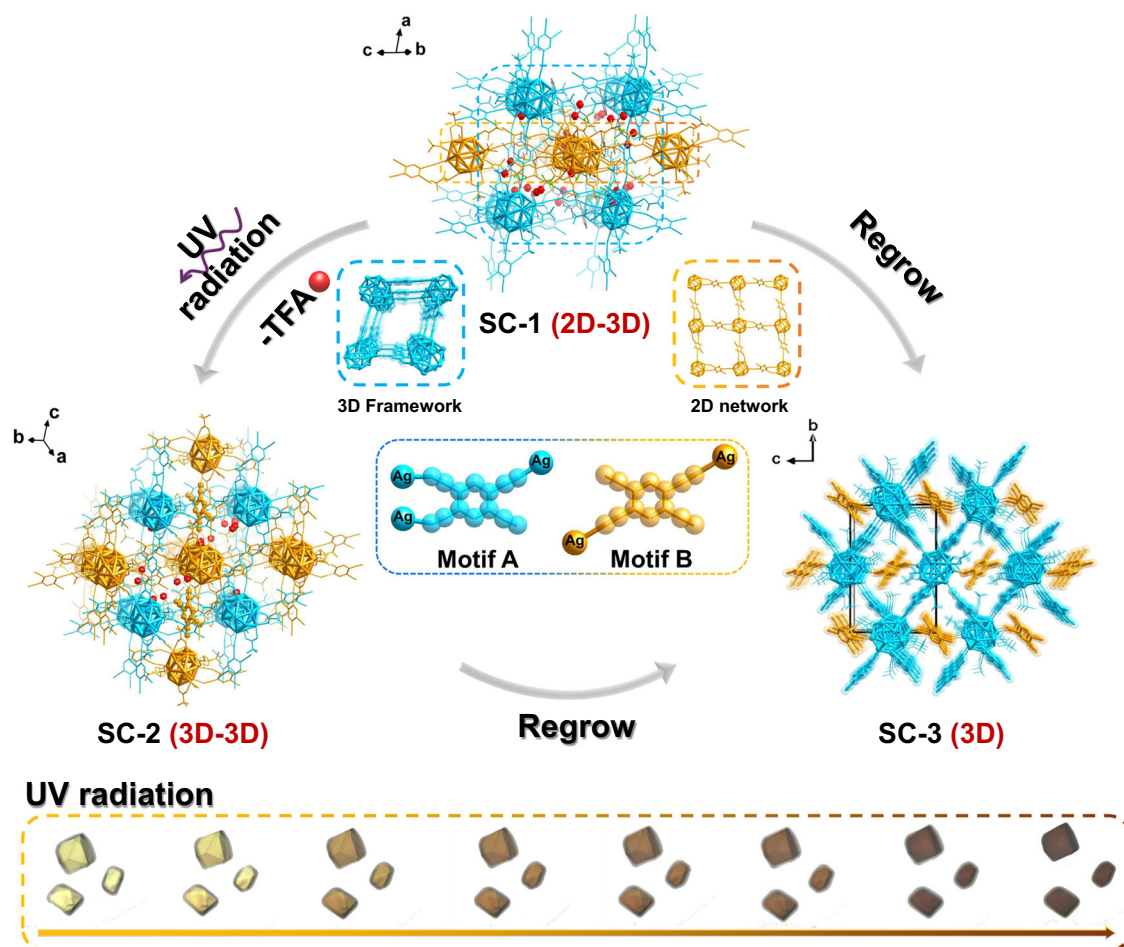 a
c
b
UV
radiation
-TFA
Regrow
SC-1 (2D-3D)
3D Framework
2D network
c
b
a
Ag
Ag
Ag
Motif A
Ag
Ag
Motif B
b
c
Regrow
SC-2 (3D-3D)
SC-3 (3D)
UV radiation